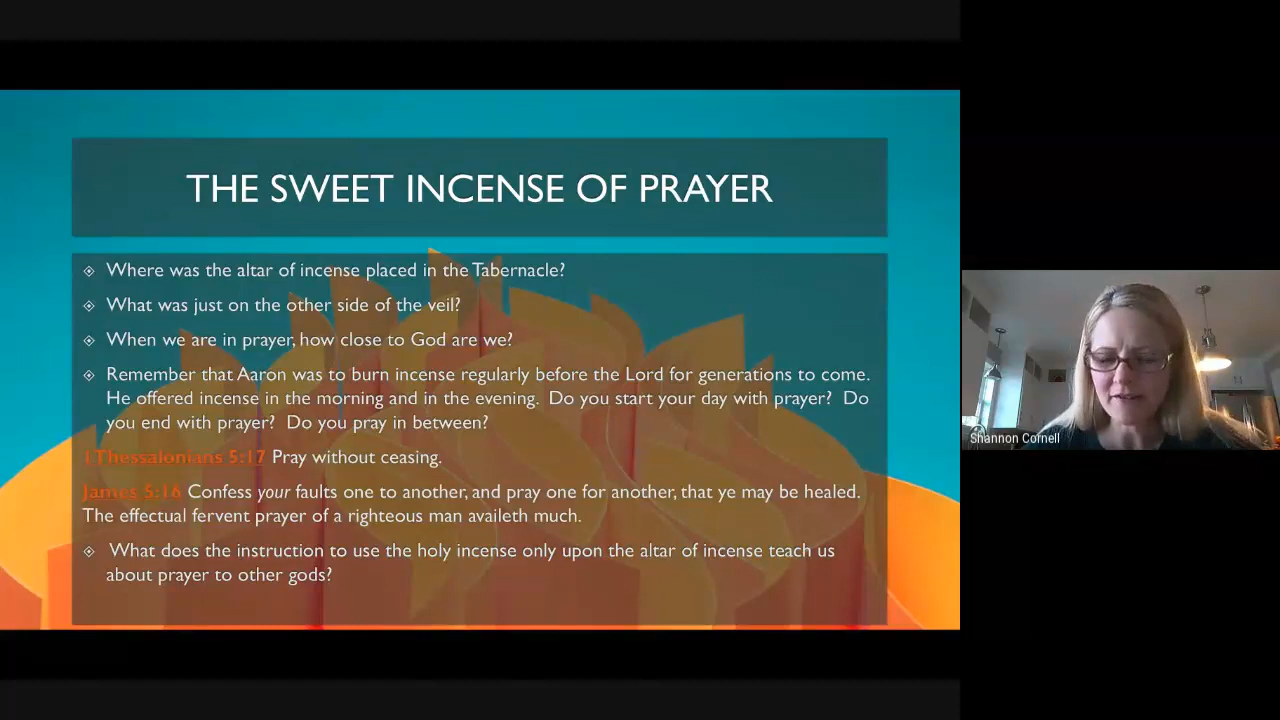 THE SWEET INCENSE OF PRAYER
Where was the altar of incense placed in the Tabernacle?
What was just on the other side of the veil?
When we are in prayer, how close to God are we?
Remember that Aaron was to burn incense regularly before the Lord for generations to come.
He offered incense in the morning and in the evening.  Do you start your day with prayer?  Do
you end with prayer?  Do you pray in between?
1 Thessalonians 5:17 Pray without ceasing.
James 5:16 Confess your faults one to another, and pray one for another, that ye may be healed.
The effectual fervent prayer of a righteous man availeth much.
What does the instruction to use the holy incense only upon the altar of incense teach us
about prayer to other gods?
Shannon Cornell